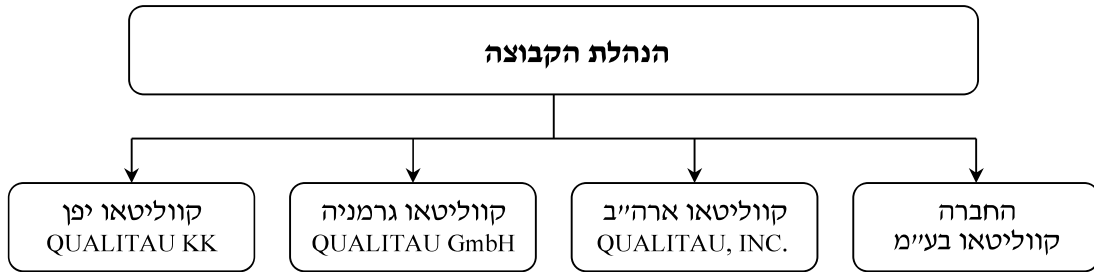 הנהלת הקבוצה
החברה
קווליטאו בע״מ
קווליטאו ארה״ב
QUALITAU, INC.
קווליטאו גרמניה
QUALITAU GmbH
קווליטאו יפן
QUALITAU KK